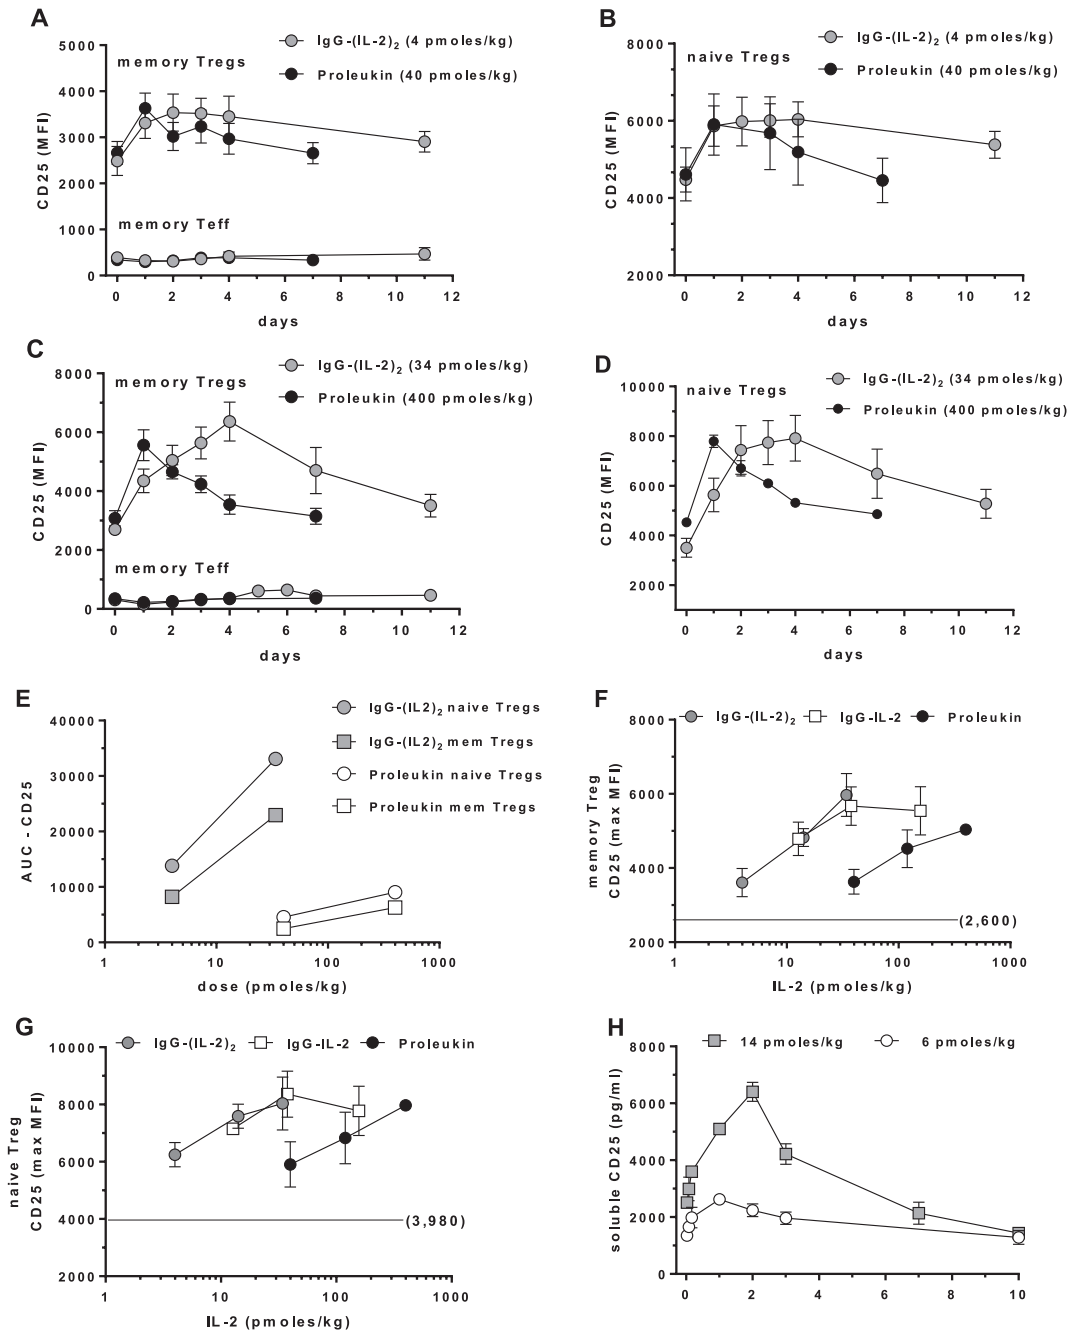 A
IgG-(IL-2)₂ (4 pmoles/kg)
Proleukin (40 pmoles/kg)
memory Tregs
memory Teff
CD25 (MFI)
5000
4000
3000
2000
1000
0
0 2 4 6 8 10 12
days
B
IgG-(IL-2)₂ (4 pmoles/kg)
Proleukin (40 pmoles/kg)
naive Tregs
CD25 (MFI)
8000
6000
4000
2000
0 2 4 6 8 10 12
days
C
IgG-(IL-2)₂ (34 pmoles/kg)
Proleukin (400 pmoles/kg)
memory Tregs
memory Teff
CD25 (MFI)
8000
6000
4000
2000
0
0 2 4 6 8 10 12
days
D
IgG-(IL-2)₂ (34 pmoles/kg)
Proleukin (400 pmoles/kg)
naive Tregs
CD25 (MFI)
10000
8000
6000
4000
2000
0 2 4 6 8 10 12
days
E
IgG-(IL2)₂ naive Tregs
IgG-(IL2)₂ mem Tregs
Proleukin naive Tregs
Proleukin mem Tregs
AUC - CD25
40000
30000
20000
10000
0
1 10 100 1000
dose (pmoles/kg)
F
IgG-(IL-2)₂ IgG-IL-2 Proleukin
memory Treg
CD25 (max MFI)
8000
6000
4000
2000
(2,600)
1 10 100 1000
IL-2 (pmoles/kg)
G
IgG-(IL-2)₂ IgG-IL-2 Proleukin
naive Treg
CD25 (max MFI)
10000
8000
6000
4000
2000
(3,980)
1 10 100 1000
IL-2 (pmoles/kg)
H
14 pmoles/kg 6 pmoles/kg
soluble CD25 (pg/ml)
8000
6000
4000
2000
0
0 2 4 6 8 10